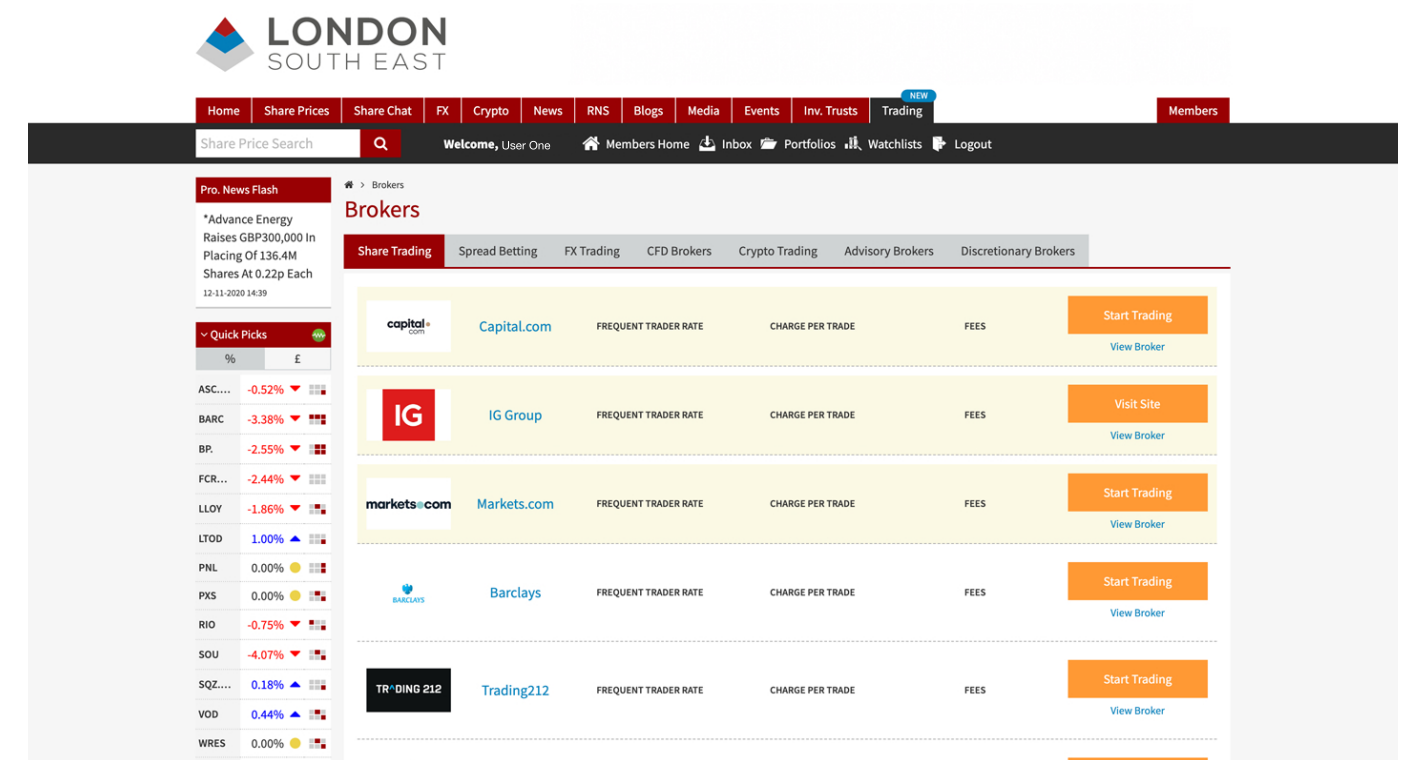 LONDON
SOUTH EAST
NEW
Home Share Prices Share Chat FX Crypto News RNS Blogs Media Events Inv. Trusts Trading Members
Share Price Search Welcome, User One Members Home Inbox Portfolios Watchlists Logout
Pro. News Flash
*Advance Energy
Raises GBP300,000 In
Placing Of 136.4M
Shares At 0.22p Each
12-11-2020 14:39
Quick Picks
% £
ASC.... -0.52%
BARC -3.38%
BP. -2.55%
FCR... -2.44%
LLOY -1.86%
LTOD 1.00%
PNL 0.00%
PXS 0.00%
RIO -0.75%
SOU -4.07%
SQZ.... 0.18%
VOD 0.44%
WRES 0.00%
> Brokers
Brokers
Share Trading Spread Betting FX Trading CFD Brokers Crypto Trading Advisory Brokers Discretionary Brokers
capital
com
Capital.com FREQUENT TRADER RATE CHARGE PER TRADE FEES
Start Trading
View Broker
IG
IG Group FREQUENT TRADER RATE CHARGE PER TRADE FEES
Visit Site
View Broker
markets.com
Markets.com FREQUENT TRADER RATE CHARGE PER TRADE FEES
Start Trading
View Broker
BARCLAYS
Barclays FREQUENT TRADER RATE CHARGE PER TRADE FEES
Start Trading
View Broker
TRADING 212
Trading212 FREQUENT TRADER RATE CHARGE PER TRADE FEES
Start Trading
View Broker